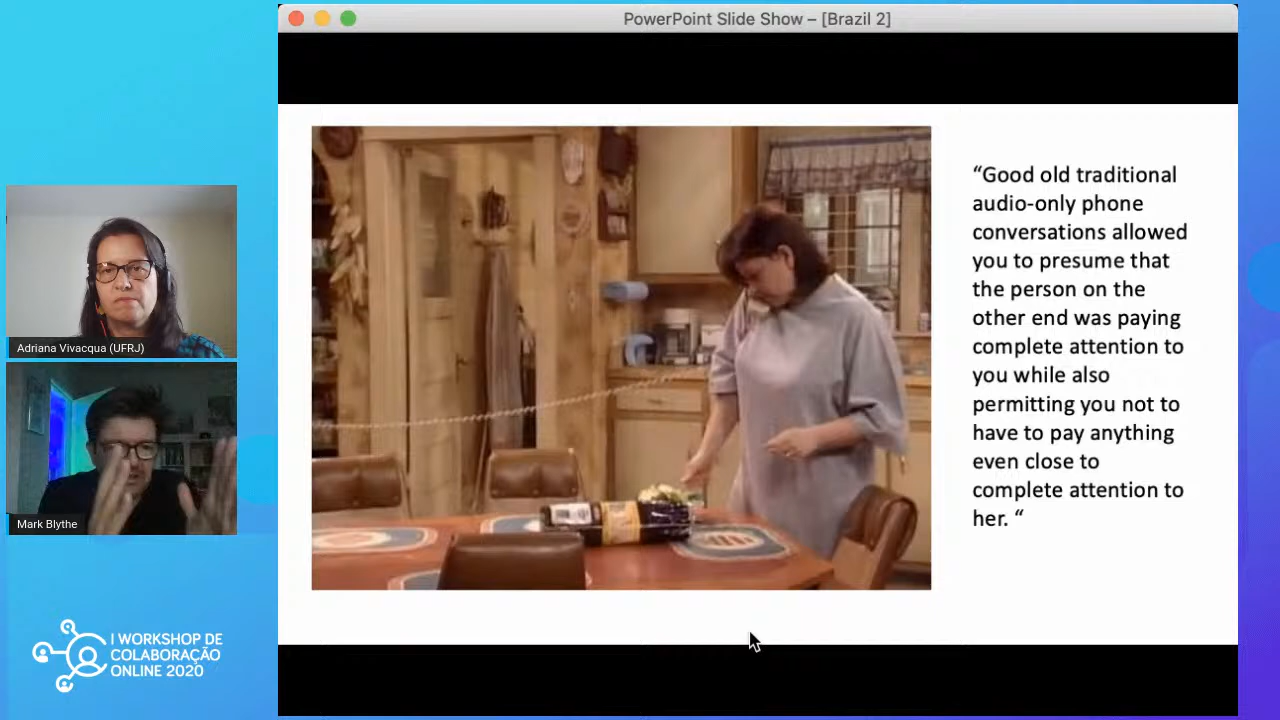 PowerPoint Slide Show – [Brazil 2]
“Good old traditional
audio-only phone
conversations allowed
you to presume that
the person on the
other end was paying
complete attention to
you while also
permitting you not to
have to pay anything
even close to
complete attention to
her. “
Adriana Vivacqua (UFRJ)
Mark Blythe
I WORKSHOP DE
COLABORAÇÃO
ONLINE 2020